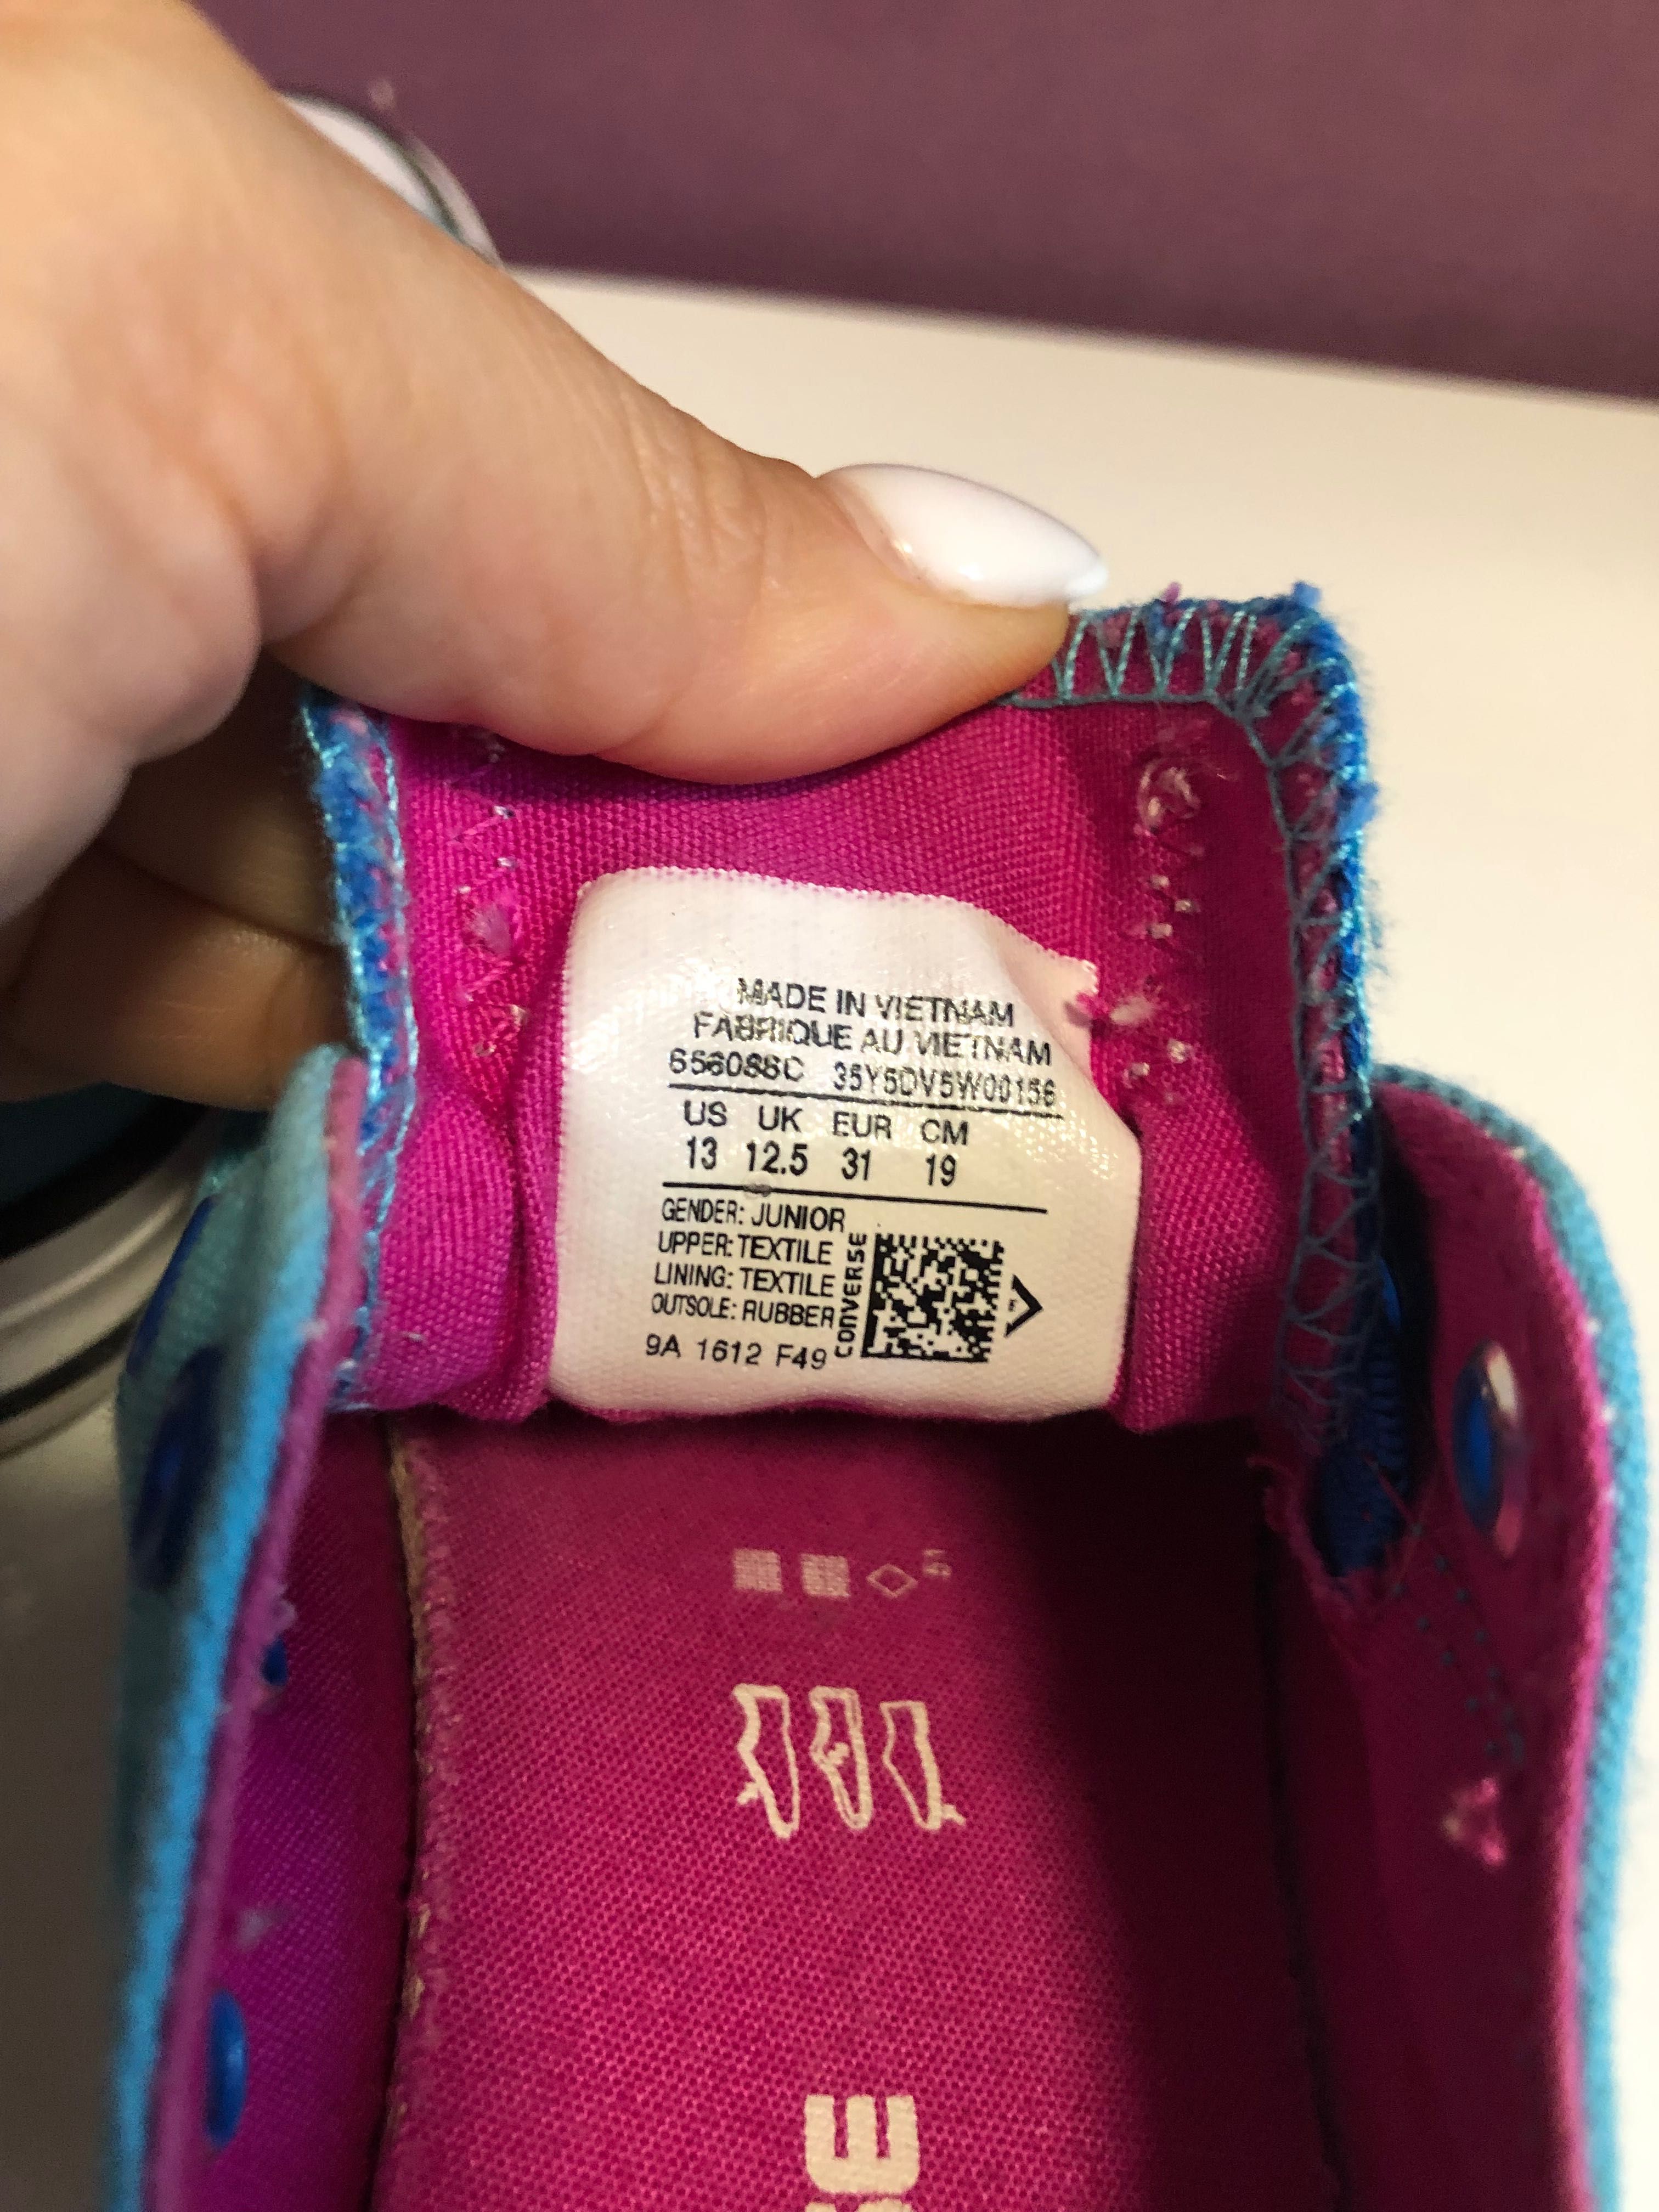 MADE IN VIETNAM
FABRIQUE AU VIETNAM
656088C 35Y5DV5W00156
US UK EUR CM
13 12.5 31 19
GENDER: JUNIOR
UPPER: TEXTILE
LINING: TEXTILE
OUTSOLE: RUBBER
9A 1612 F49
CONVERSE
SE